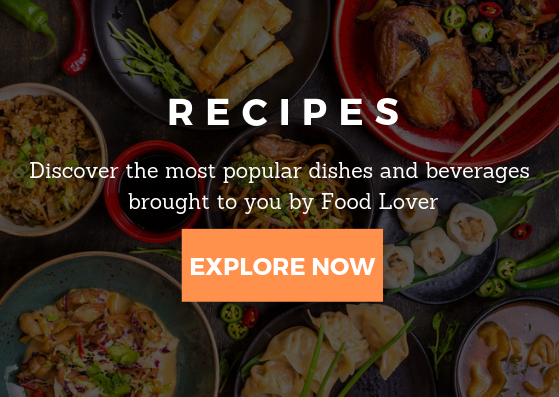 RECIPES
Discover the most popular dishes and beverages
brought to you by Food Lover
EXPLORE NOW